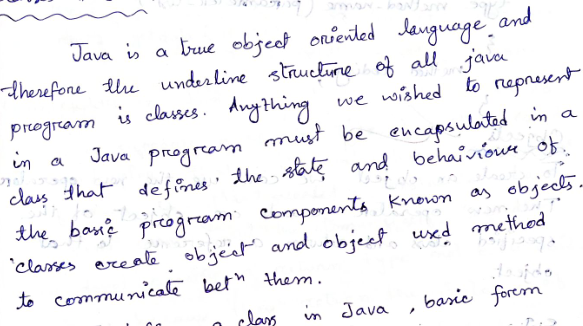 Java is a true object oriented language and
therefore the underline structure of all java
program is classes. Anything we wished to represent
in a Java program must be encapsulated in a
class that defines the state and behaiviour of
the basic program components known as objects.
classes create object and object used method
to communicate betn them.
class in Java, basic form